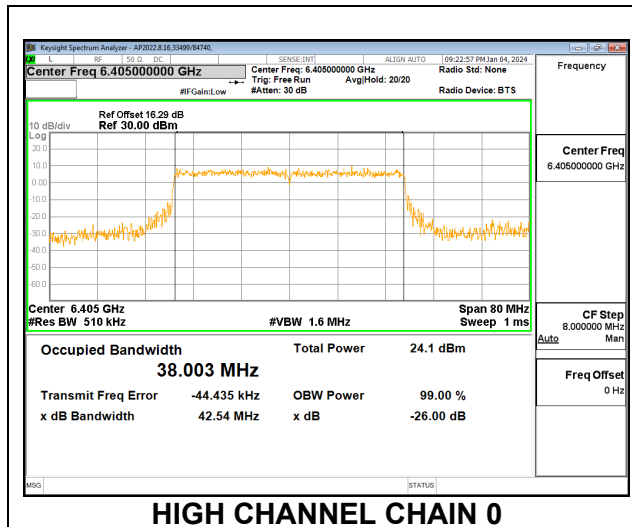 Keysight Spectrum Analyzer - AP2022.8.16,33499/84740,
L RF 50 Ω DC SENSE:INT ALIGN AUTO 09:22:57 PM Jan 04, 2024
Center Freq 6.405000000 GHz
Center Freq: 6.405000000 GHz
Radio Std: None
Trig: Free Run Avg|Hold: 20/20
#IFGain:Low
#Atten: 30 dB
Radio Device: BTS
Frequency
Ref Offset 16.29 dB
10 dB/div Ref 30.00 dBm
Log
20.0
10.0
0.00
-10.0
-20.0
-30.0
-40.0
-50.0
-60.0
Center 6.405 GHz Span 80 MHz
#Res BW 510 kHz #VBW 1.6 MHz Sweep 1 ms
Center Freq
6.405000000 GHz
CF Step
8.000000 MHz
Auto Man
Freq Offset
0 Hz
Occupied Bandwidth Total Power 24.1 dBm
38.003 MHz
Transmit Freq Error -44.435 kHz OBW Power 99.00 %
x dB Bandwidth 42.54 MHz x dB -26.00 dB
MSG STATUS
HIGH CHANNEL CHAIN 0